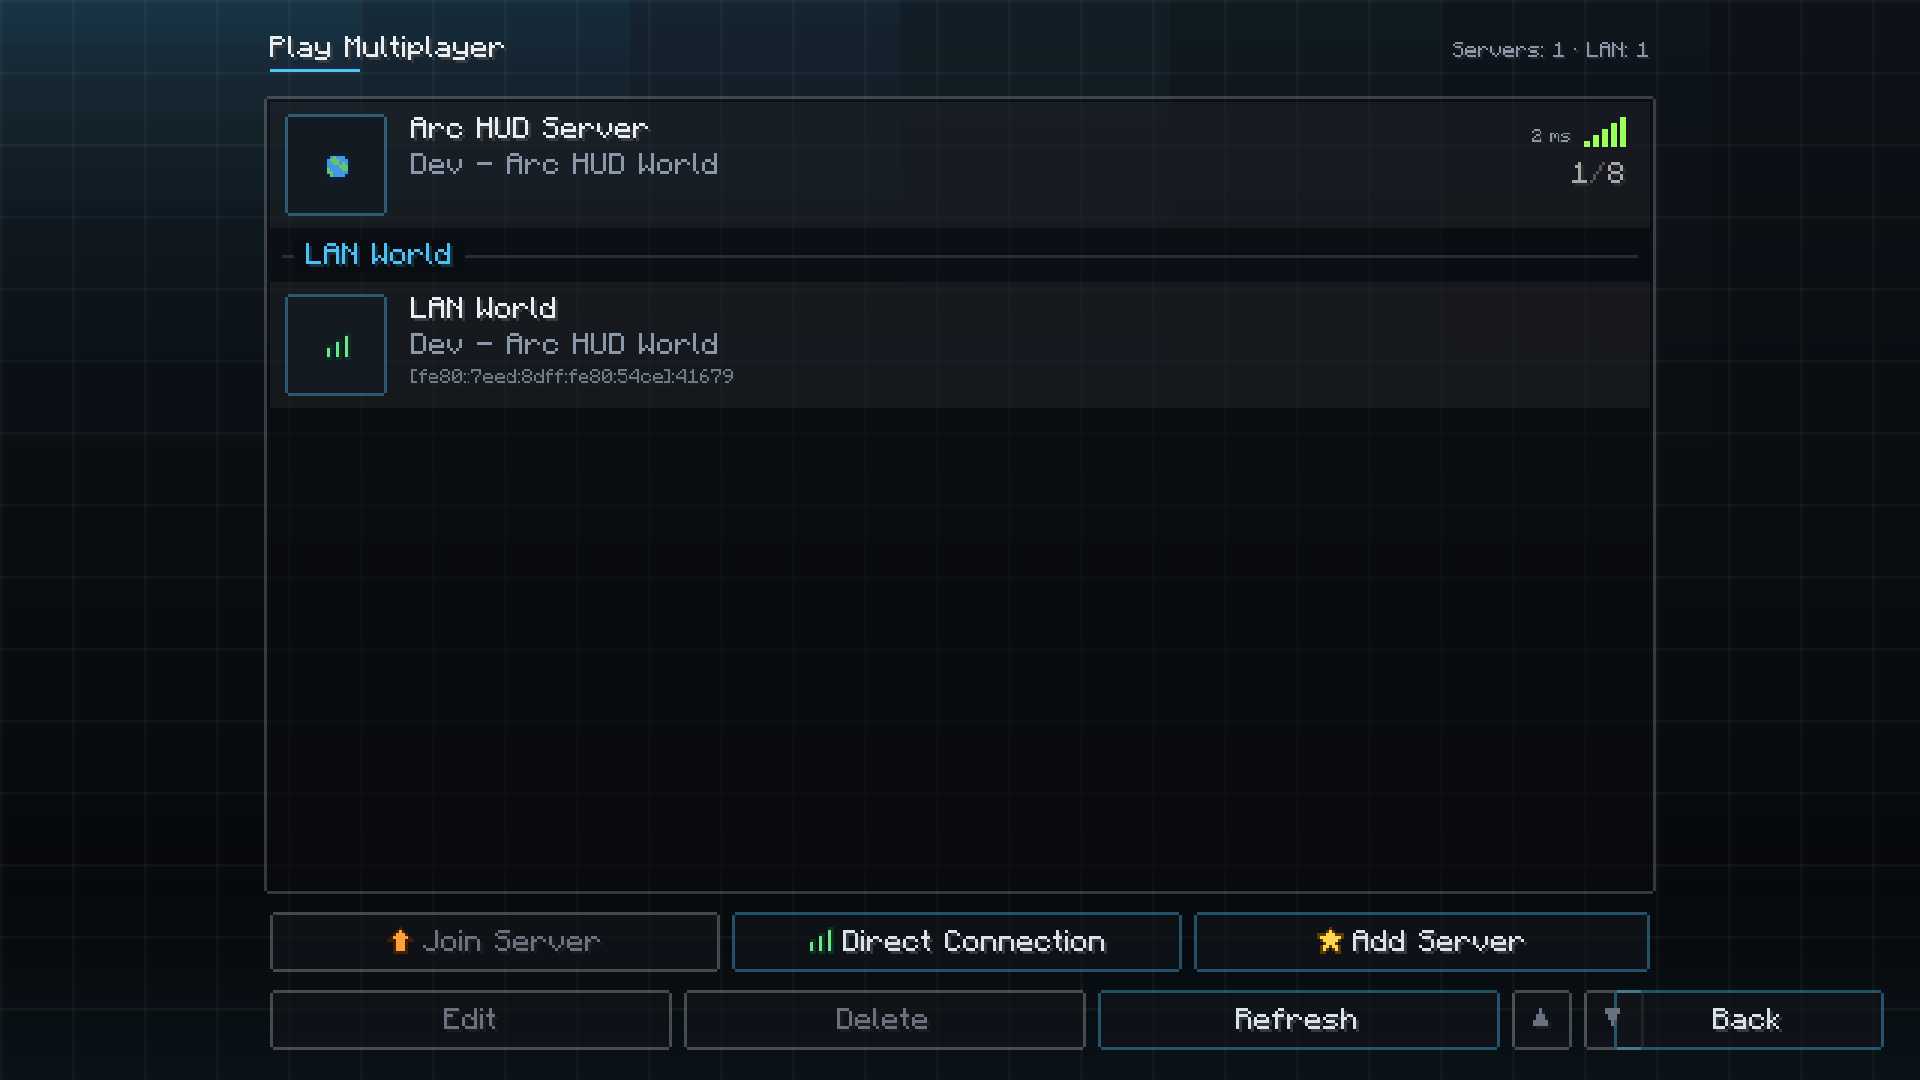 Play Multiplayer
Servers: 1 · LAN: 1
Arc HUD Server
2 ms
Dev - Arc HUD World
1/8
LAN World
LAN World
Dev - Arc HUD World
[fe80::7eed:8dff:fe80:54ce]:41679
Join Server
Direct Connection
Add Server
Edit
Delete
Refresh
Back